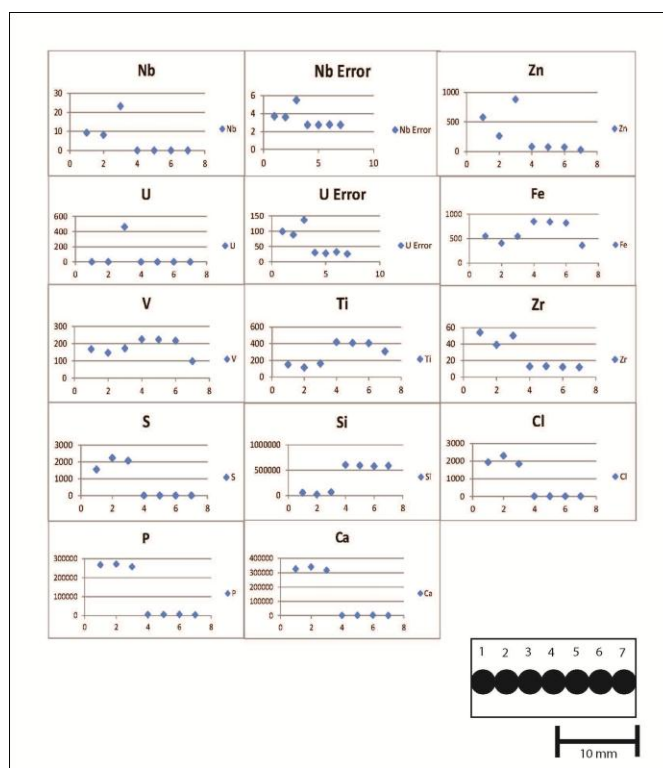 Nb
30
20
10
0
0 2 4 6 8
Nb
Nb Error
6
4
2
0
0 5 10
Nb Error
Zn
1000
500
0
0 2 4 6 8
Zn
U
600
400
200
0
0 2 4 6 8
U
U Error
150
100
50
0
0 5 10
U Error
Fe
1000
500
0
0 2 4 6 8
Fe
V
300
200
100
0
0 2 4 6 8
V
Ti
600
400
200
0
0 2 4 6 8
Ti
Zr
60
40
20
0
0 2 4 6 8
Zr
S
3000
2000
1000
0
0 2 4 6 8
S
Si
1000000
500000
0
0 2 4 6 8
Si
Cl
3000
2000
1000
0
0 2 4 6 8
Cl
P
300000
200000
100000
0
0 2 4 6 8
P
Ca
400000
300000
200000
100000
0
0 2 4 6 8
Ca
1 2 3 4 5 6 7
10 mm